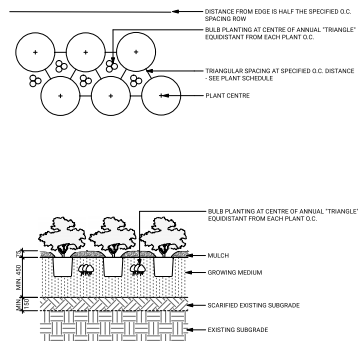 DISTANCE FROM EDGE IS HALF THE SPECIFIED O.C.
SPACING ROW
BULB PLANTING AT CENTRE OF ANNUAL "TRIANGLE"
EQUIDISTANT FROM EACH PLANT O.C.
TRIANGULAR SPACING AT SPECIFIED O.C. DISTANCE
- SEE PLANT SCHEDULE
PLANT CENTRE
BULB PLANTING AT CENTRE OF ANNUAL "TRIANGLE"
EQUIDISTANT FROM EACH PLANT O.C.
75
MULCH
MIN. 450
GROWING MEDIUM
MIN.
150
SCARIFIED EXISTING SUBGRADE
EXISTING SUBGRADE